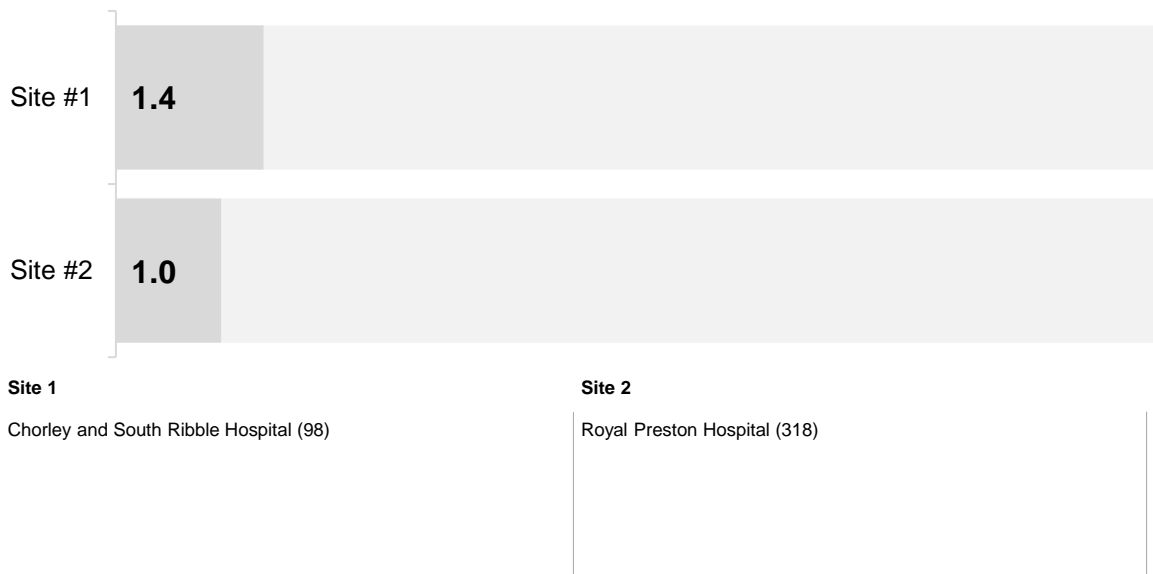 Site #1
1.4
Site #2
1.0
Site 1
Site 2
Chorley and South Ribble Hospital (98)
Royal Preston Hospital (318)